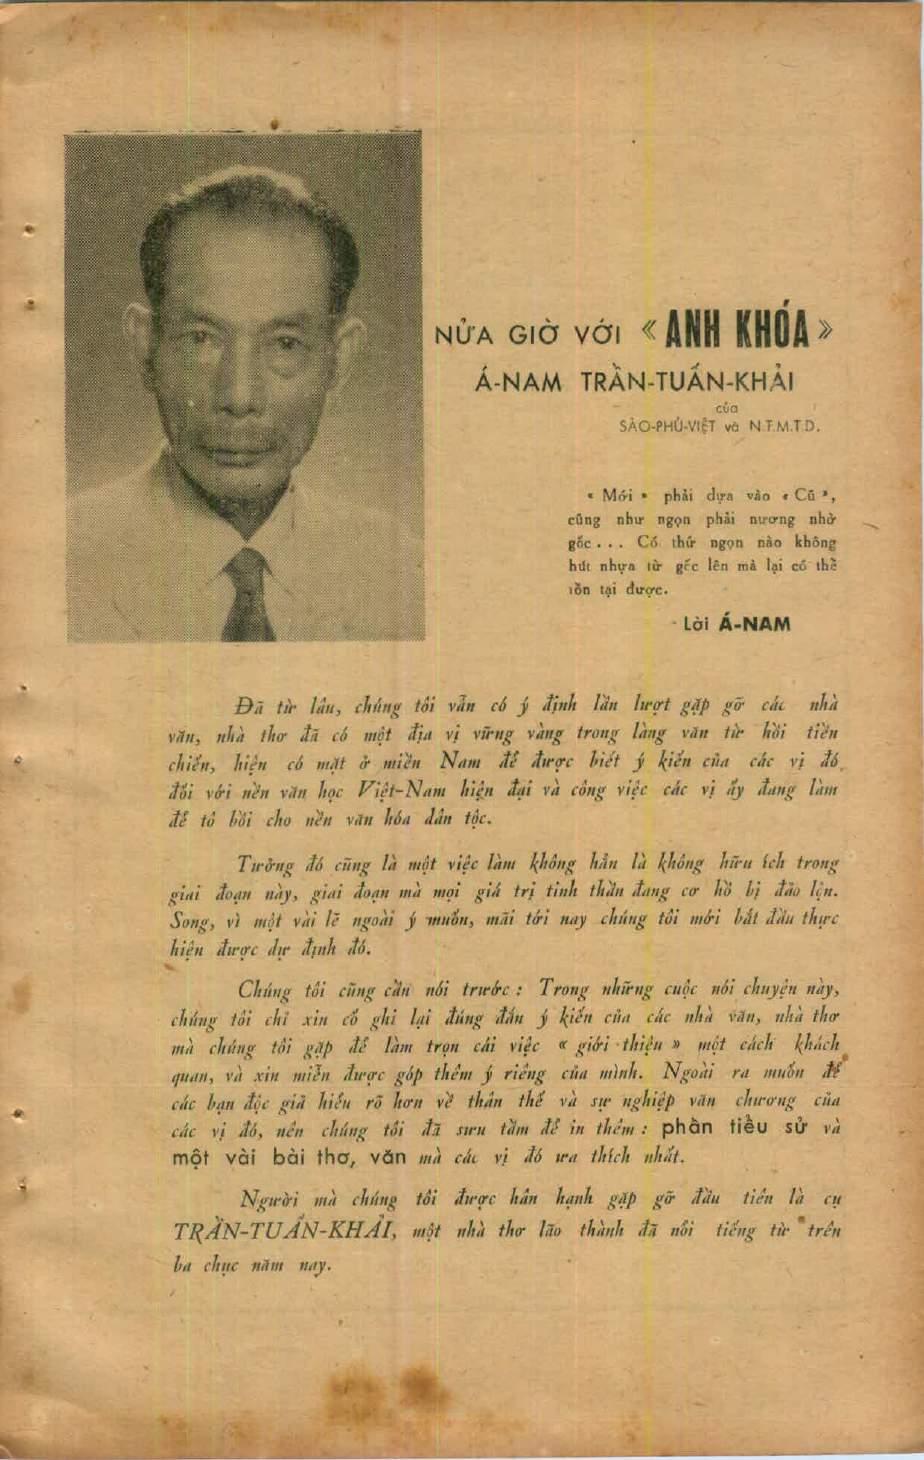 NỬA GIỜ VỚI « ANH KHÓA »
Á-NAM TRẦN-TUẤN-KHẢI
của
SÀO-PHỦ-VIỆT và N.T.M.T.D.
« Mới » phải dựa vào « Cũ »,
cũng như ngọn phải nương nhờ
gốc... Có thứ ngọn nào không
hút nhựa từ gốc lên mà lại có thể
tồn tại được.
Lời Á-NAM
Đã từ lâu, chúng tôi vẫn có ý định lần lượt gặp gỡ các nhà
văn, nhà thơ đã có một địa vị vững vàng trong làng văn từ hồi tiền
chiến, hiện có mặt ở miền Nam để được biết ý kiến của các vị đó
đối với nền văn học Việt-Nam hiện đại và công việc các vị ấy đang làm
để tô bồi cho nền văn hóa dân tộc.
Tưởng đó cũng là một việc làm không hẳn là không hữu ích trong
giai đoạn này, giai đoạn mà mọi giá trị tinh thần đang cơ hồ bị đảo lộn.
Song, vì một vài lẽ ngoài ý muốn, mãi tới nay chúng tôi mới bắt đầu thực
hiện được dự định đó.
Chúng tôi cũng cần nói trước : Trong những cuộc nói chuyện này,
chúng tôi chỉ xin cố ghi lại đúng đắn ý kiến của các nhà văn, nhà thơ
mà chúng tôi gặp để làm trọn cái việc « giới thiệu » một cách khách
quan, và xin miễn được góp thêm ý riêng của mình. Ngoài ra muốn để
các bạn độc giả hiểu rõ hơn về thân thế và sự nghiệp văn chương của
các vị đó, nên chúng tôi đã sưu tầm để in thêm : phần tiểu sử và
một vài bài thơ, văn mà các vị đó ưa thích nhất.
Người mà chúng tôi được hân hạnh gặp gỡ đầu tiên là cụ
TRẦN-TUẤN-KHẢI, một nhà thơ lão thành đã nổi tiếng từ trên
ba chục năm nay.